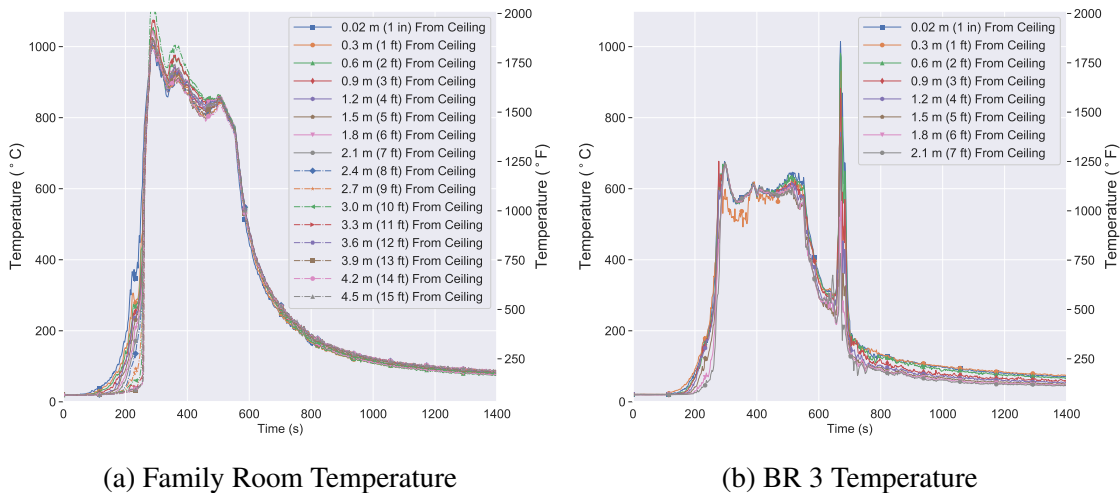 1000
800
600
400
200
0
Temperature (°C)
0 200 400 600 800 1000 1200 1400
Time (s)
2000
1750
1500
1250
1000
750
500
250
Temperature (°F)
0.02 m (1 in) From Ceiling
0.3 m (1 ft) From Ceiling
0.6 m (2 ft) From Ceiling
0.9 m (3 ft) From Ceiling
1.2 m (4 ft) From Ceiling
1.5 m (5 ft) From Ceiling
1.8 m (6 ft) From Ceiling
2.1 m (7 ft) From Ceiling
2.4 m (8 ft) From Ceiling
2.7 m (9 ft) From Ceiling
3.0 m (10 ft) From Ceiling
3.3 m (11 ft) From Ceiling
3.6 m (12 ft) From Ceiling
3.9 m (13 ft) From Ceiling
4.2 m (14 ft) From Ceiling
4.5 m (15 ft) From Ceiling
(a) Family Room Temperature
1000
800
600
400
200
0
Temperature (°C)
0 200 400 600 800 1000 1200 1400
Time (s)
2000
1750
1500
1250
1000
750
500
250
Temperature (°F)
0.02 m (1 in) From Ceiling
0.3 m (1 ft) From Ceiling
0.6 m (2 ft) From Ceiling
0.9 m (3 ft) From Ceiling
1.2 m (4 ft) From Ceiling
1.5 m (5 ft) From Ceiling
1.8 m (6 ft) From Ceiling
2.1 m (7 ft) From Ceiling
(b) BR 3 Temperature